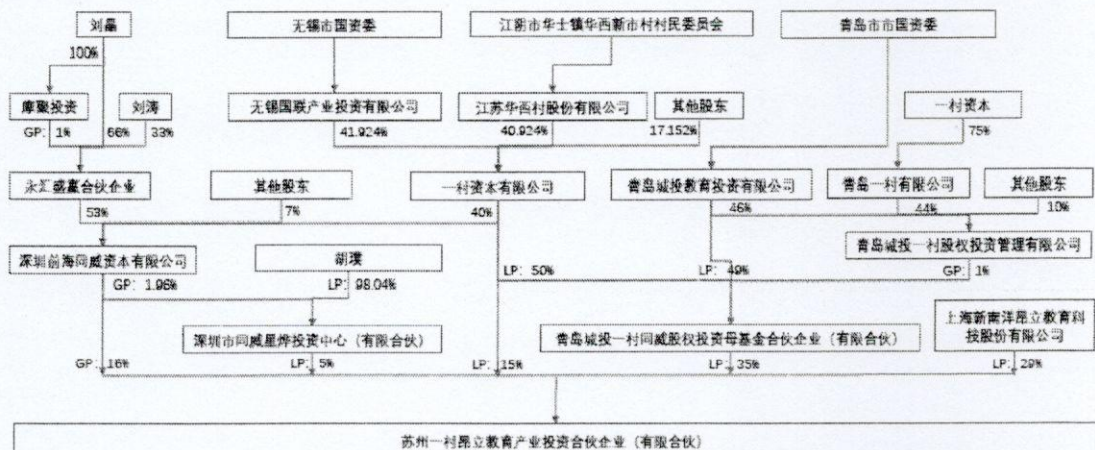 刘晶
无锡市国资委
江阴市华士镇华西新市村村民委员会
青岛市市国资委
100%
摩聚投资
刘涛
无锡国联产业投资有限公司
江苏华西村股份有限公司
其他股东
一村资本
GP: 1%
66%
33%
41.924%
40.924%
17.152%
75%
永汇盛赢合伙企业
其他股东
一村资本有限公司
青岛城投教育投资有限公司
青岛一村有限公司
其他股东
53%
7%
40%
46%
44%
10%
深圳前海同威资本有限公司
胡璞
青岛城投一村股权投资管理有限公司
GP: 1.96%
LP: 98.04%
LP: 50%
LP: 49%
GP: 1%
深圳市同威星烨投资中心（有限合伙）
青岛城投一村同威股权投资母基金合伙企业（有限合伙）
上海新南洋昂立教育科
技股份有限公司
GP: 16%
LP: 5%
LP: 15%
LP: 35%
LP: 29%
苏州一村昂立教育产业投资合伙企业（有限合伙）